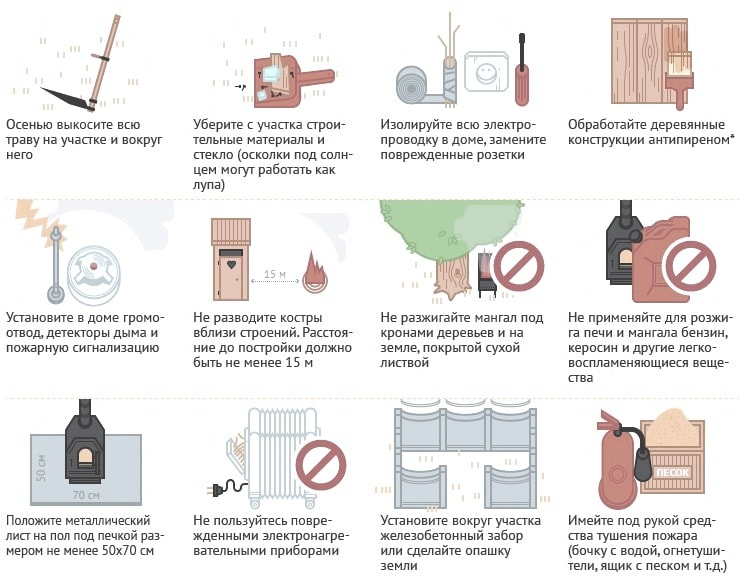 Осенью выкосите всю
траву на участке и вокруг
него
Уберите с участка строи-
тельные материалы и
стекло (осколки под солн-
цем могут работать как
лупа)
Изолируйте всю электро-
проводку в доме, замените
поврежденные розетки
Обработайте деревянные
конструкции антипиреном*
15 м
Установите в доме громо-
отвод, детекторы дыма и
пожарную сигнализацию
Не разводите костры
вблизи строений. Расстоя-
ние до постройки должно
быть не менее 15 м
Не разжигайте мангал под
кронами деревьев и на
земле, покрытой сухой
листвой
Не применяйте для розжи-
га печи и мангала бензин,
керосин и другие легко-
воспламеняющиеся веще-
ства
50 см
70 см
ПЕСОК
Положите металлический
лист на пол под печкой раз-
мером не менее 50х70 см
Не пользуйтесь повре-
жденными электронагре-
вательными приборами
Установите вокруг участка
железобетонный забор
или сделайте опашку
земли
Имейте под рукой сред-
ства тушения пожара
(бочку с водой, огнетуши-
тели, ящик с песком и т.д.)